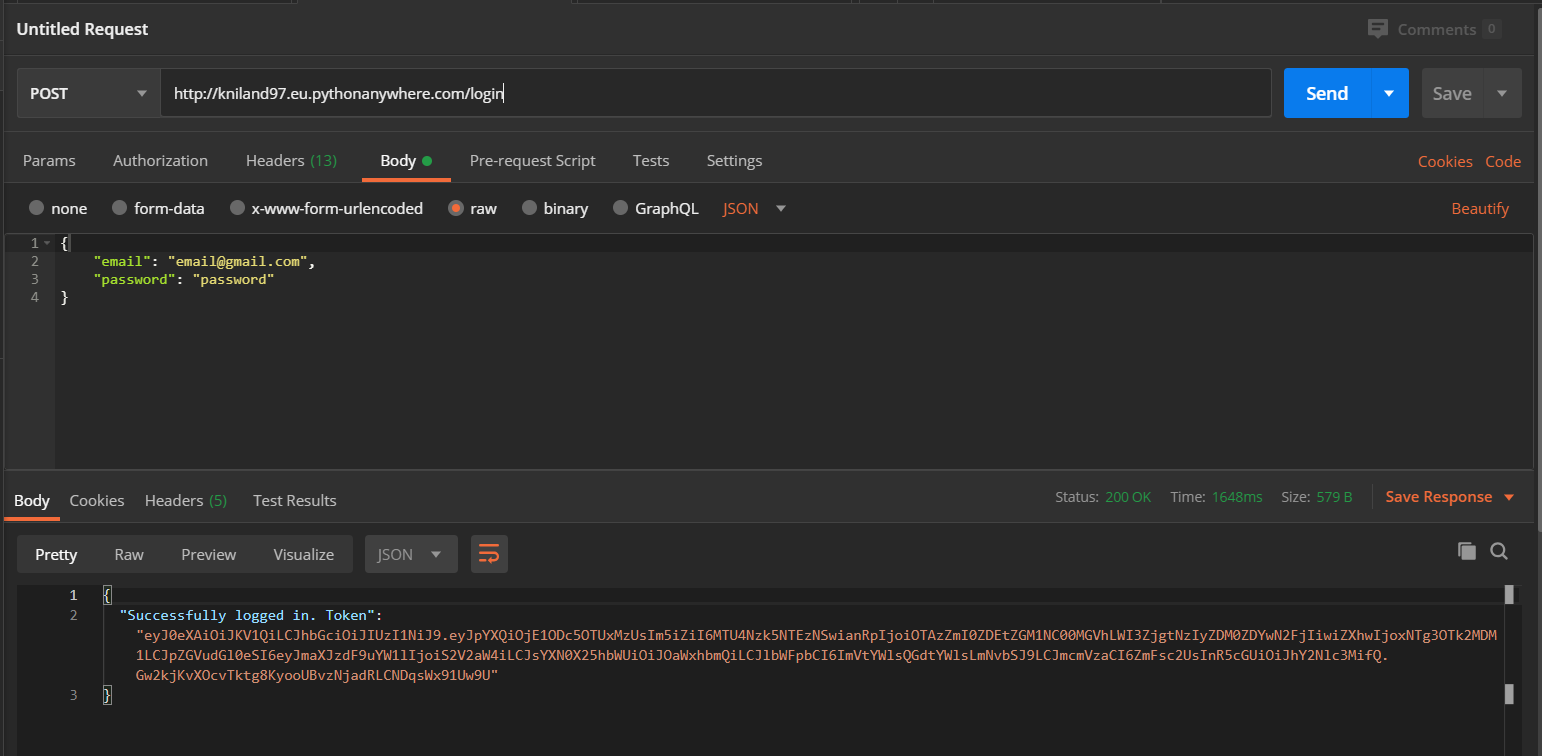 Untitled Request
Comments 0
POST http://kniland97.eu.pythonanywhere.com/login Send Save
Params Authorization Headers (13) Body Pre-request Script Tests Settings Cookies Code
none form-data x-www-form-urlencoded raw binary GraphQL JSON Beautify
1 {
2 "email": "email@gmail.com",
3 "password": "password"
4 }
Body Cookies Headers (5) Test Results Status: 200 OK Time: 1648ms Size: 579 B Save Response
Pretty Raw Preview Visualize JSON
1 {
2 "Successfully logged in. Token":
"eyJ0eXAiOiJKV1QiLCJhbGciOiJIUzI1NiJ9.eyJpYXQiOjE1ODc5OTUxMzUsIm5iZiI6MTU4Nzk5NTEzNSwianRpIjoiOTAzZmI0ZDEtZGM1NC00MGVhLWI3ZjgtNzIyZDM0ZDYwN2FjIiwiZXhwIjoxNTg3OTk2MDM
1LCJpZGVudGl0eSI6eyJmaXJzdF9uYW1lIjoiS2V2aW4iLCJsYXN0X25hbWUiOiJOaWxhbmQiLCJlbWFpbCI6ImVtYWlsQGdtYWlsLmNvbSJ9LCJmcmVzaCI6ZmFsc2UsInR5cGUiOiJhY2Nlc3MifQ.
Gw2kjKvXOcvTktg8KyooUBvzNjadRLCNDqsWx91Uw9U"
3 }